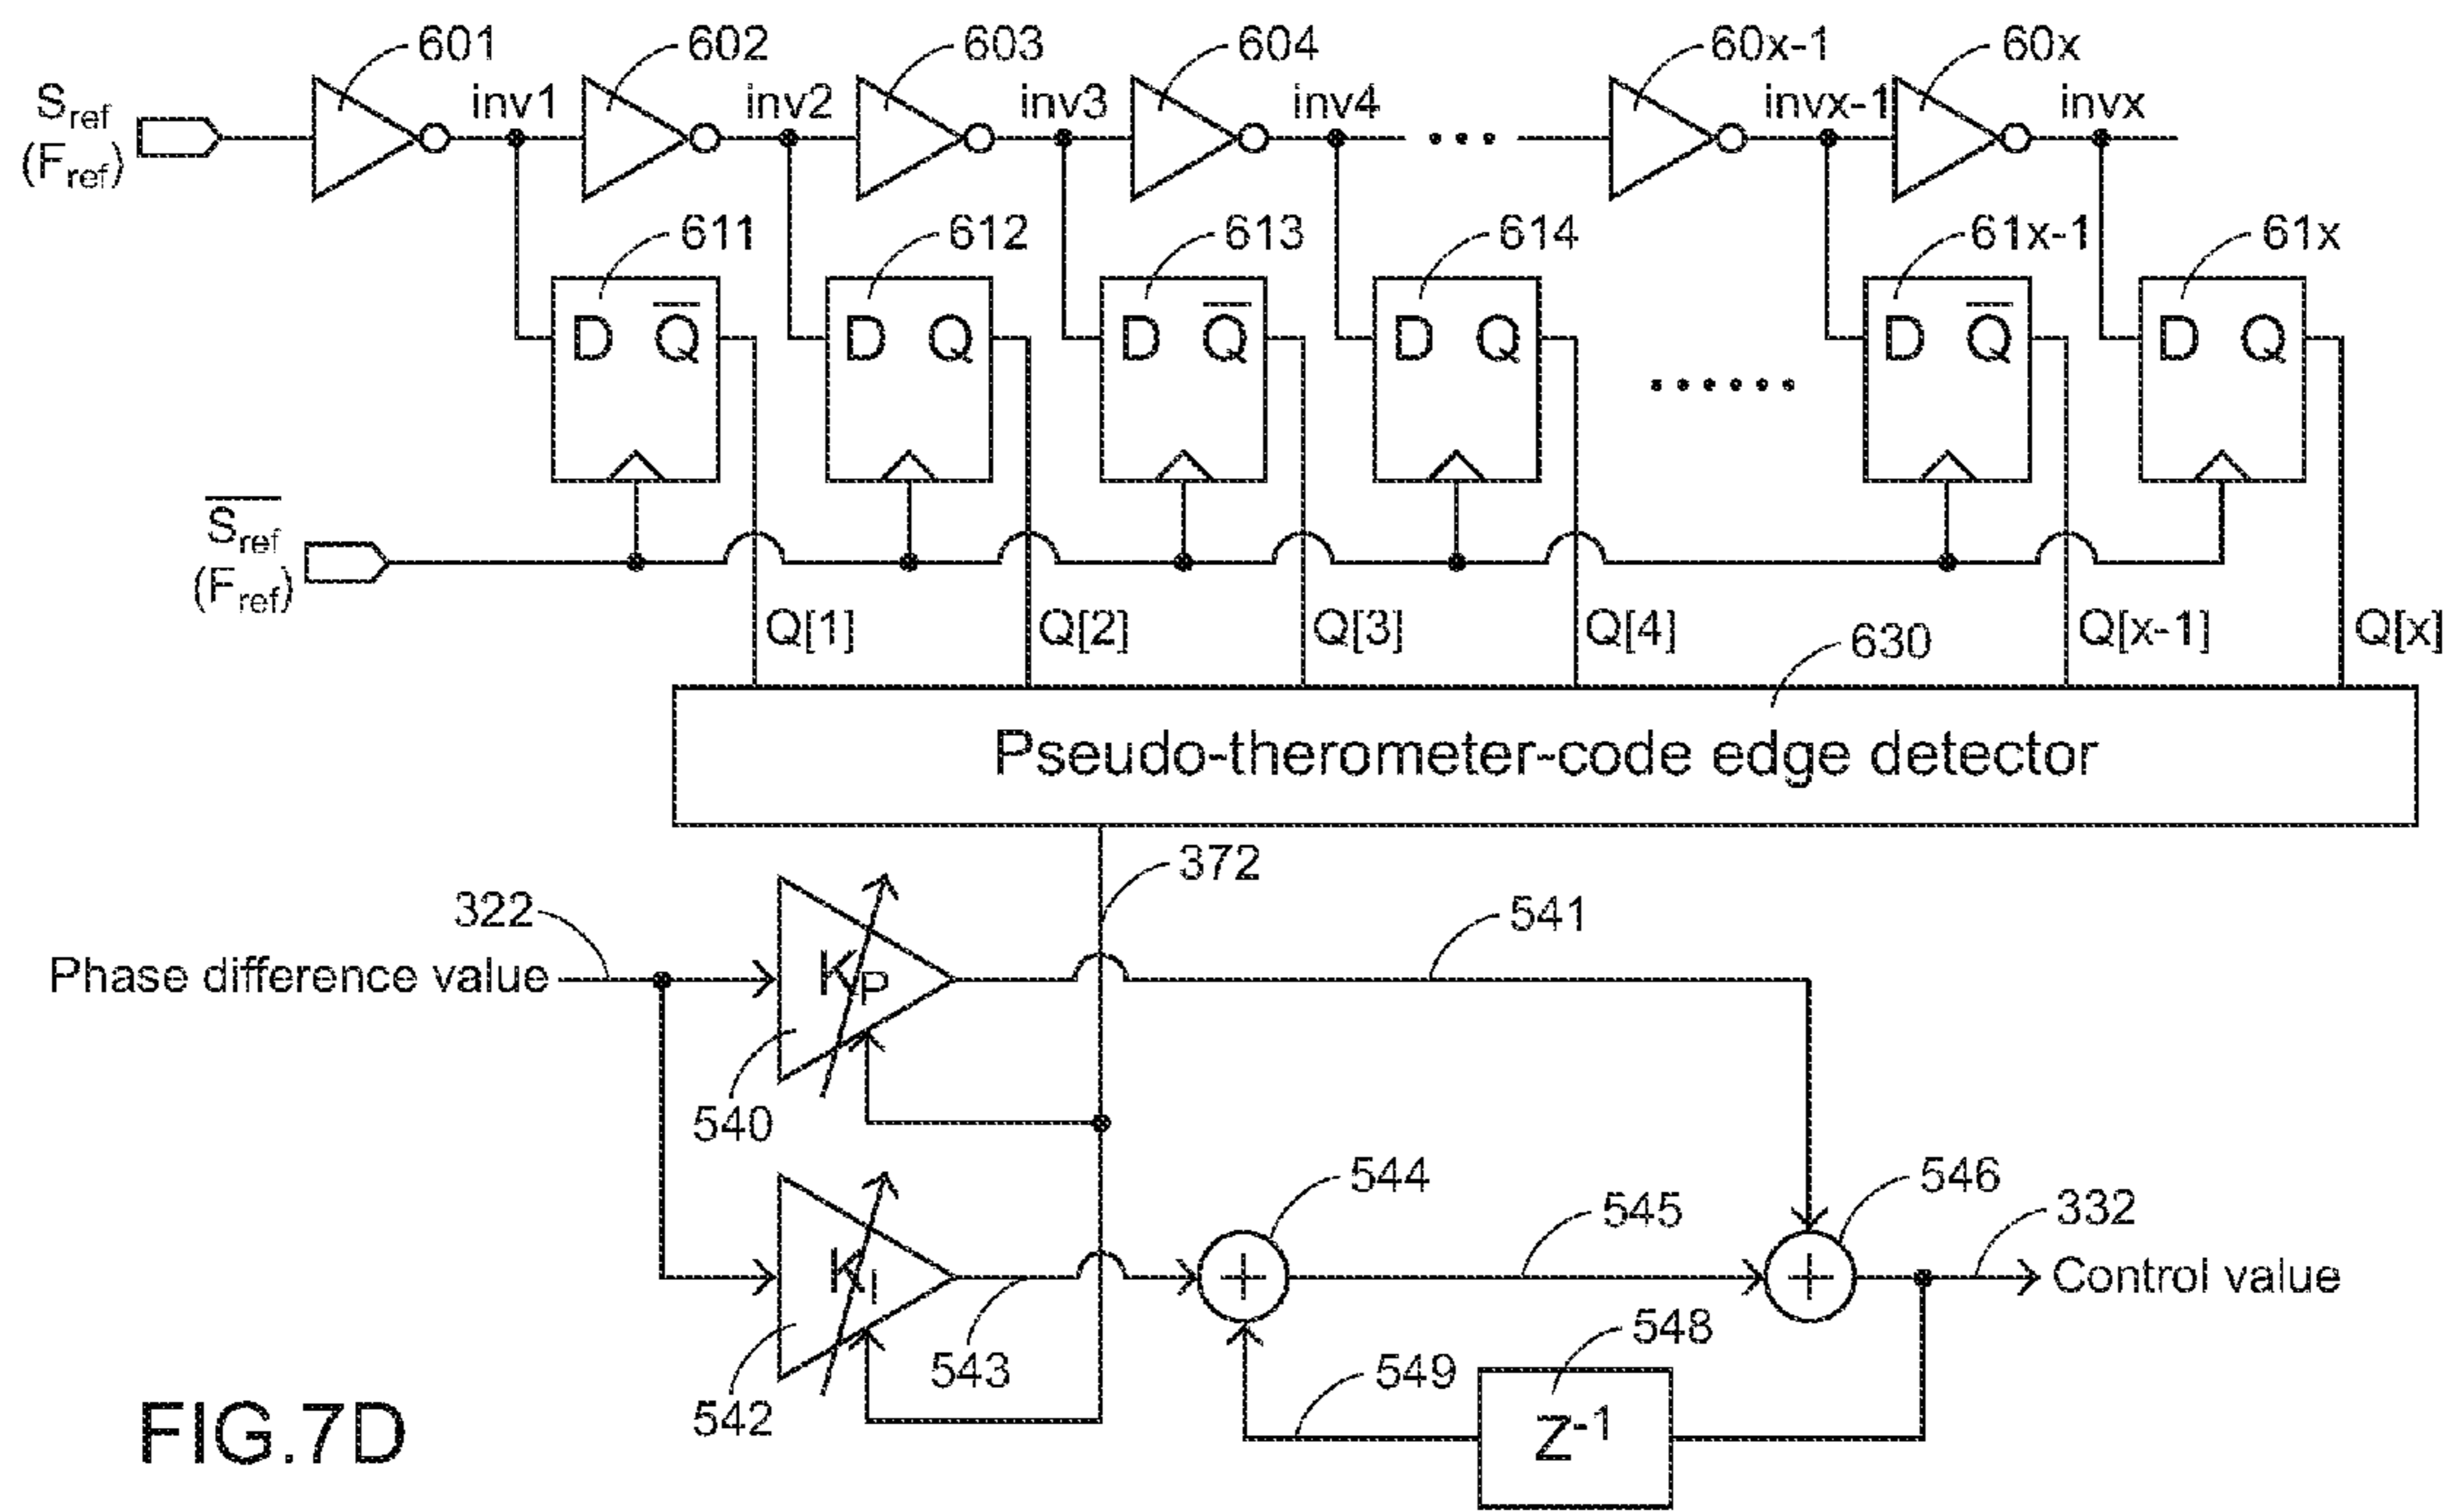 601 602 603 604 60x-1 60x
S̅ref inv1 inv2 inv3 inv4 ... invx-1 invx
(Fref)
611 612 613 614 61x-1 61x
D Q̅ D Q D Q̅ D Q ...... D Q̅ D Q
S̅ref
(Fref)
Q[1] Q[2] Q[3] Q[4] Q[x-1] Q[x]
630
Pseudo-therometer-code edge detector
372
322 541
Phase difference value KP
540
544 545 546 332
KI + + Control value
543 548
542 549
Z-1
FIG.7D